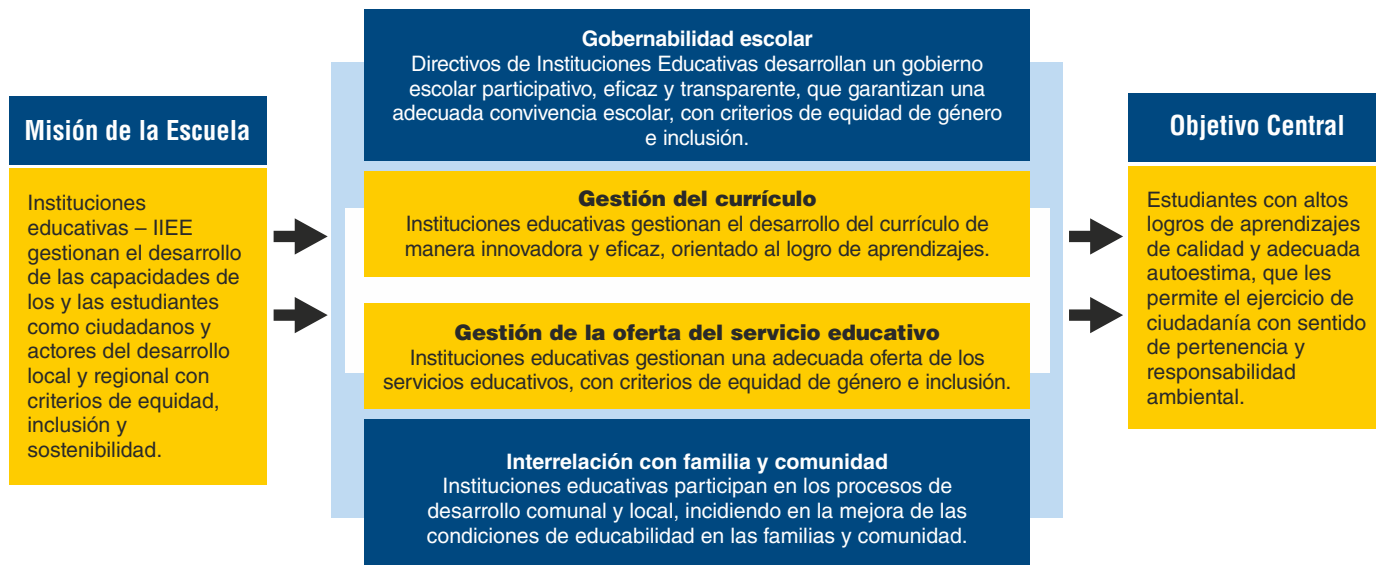 Misión de la Escuela
Instituciones
educativas – IIEE
gestionan el desarrollo
de las capacidades de
los y las estudiantes
como ciudadanos y
actores del desarrollo
local y regional con
criterios de equidad,
inclusión y
sostenibilidad.
Gobernabilidad escolar
Directivos de Instituciones Educativas desarrollan un gobierno
escolar participativo, eficaz y transparente, que garantizan una
adecuada convivencia escolar, con criterios de equidad de género
e inclusión.
Gestión del currículo
Instituciones educativas gestionan el desarrollo del currículo de
manera innovadora y eficaz, orientado al logro de aprendizajes.
Gestión de la oferta del servicio educativo
Instituciones educativas gestionan una adecuada oferta de los
servicios educativos, con criterios de equidad de género e inclusión.
Interrelación con familia y comunidad
Instituciones educativas participan en los procesos de
desarrollo comunal y local, incidiendo en la mejora de las
condiciones de educabilidad en las familias y comunidad.
Objetivo Central
Estudiantes con altos
logros de aprendizajes
de calidad y adecuada
autoestima, que les
permite el ejercicio de
ciudadanía con sentido
de pertenencia y
responsabilidad
ambiental.